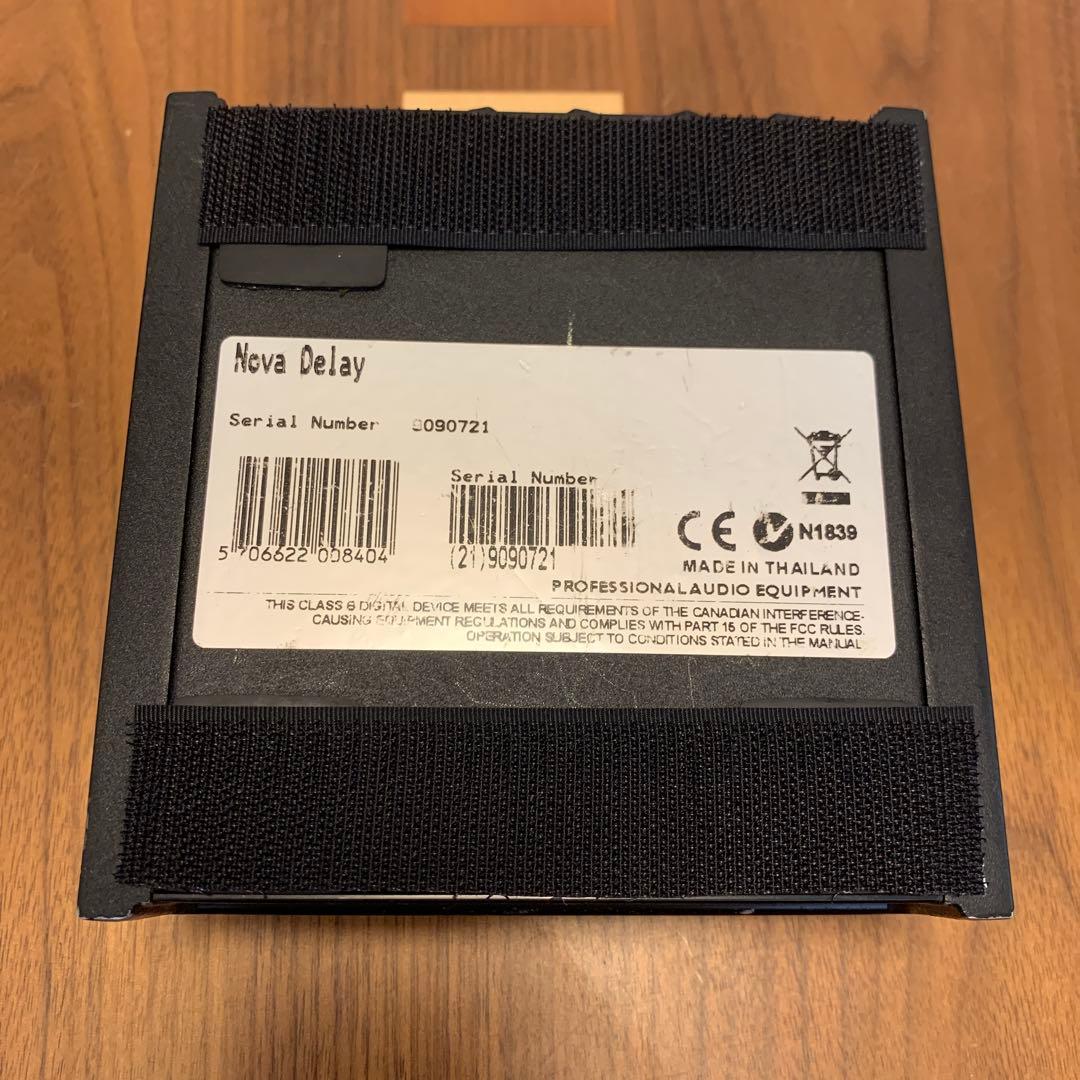 Nova Delay
Serial Number 9090721
5 706622 008404
Serial Number
(21)9090721
CE N1839
MADE IN THAILAND
PROFESSIONAL AUDIO EQUIPMENT
THIS CLASS B DIGITAL DEVICE MEETS ALL REQUIREMENTS OF THE CANADIAN INTERFERENCE-
CAUSING EQUIPMENT REGULATIONS AND COMPLIES WITH PART 15 OF THE FCC RULES.
OPERATION SUBJECT TO CONDITIONS STATED IN THE MANUAL